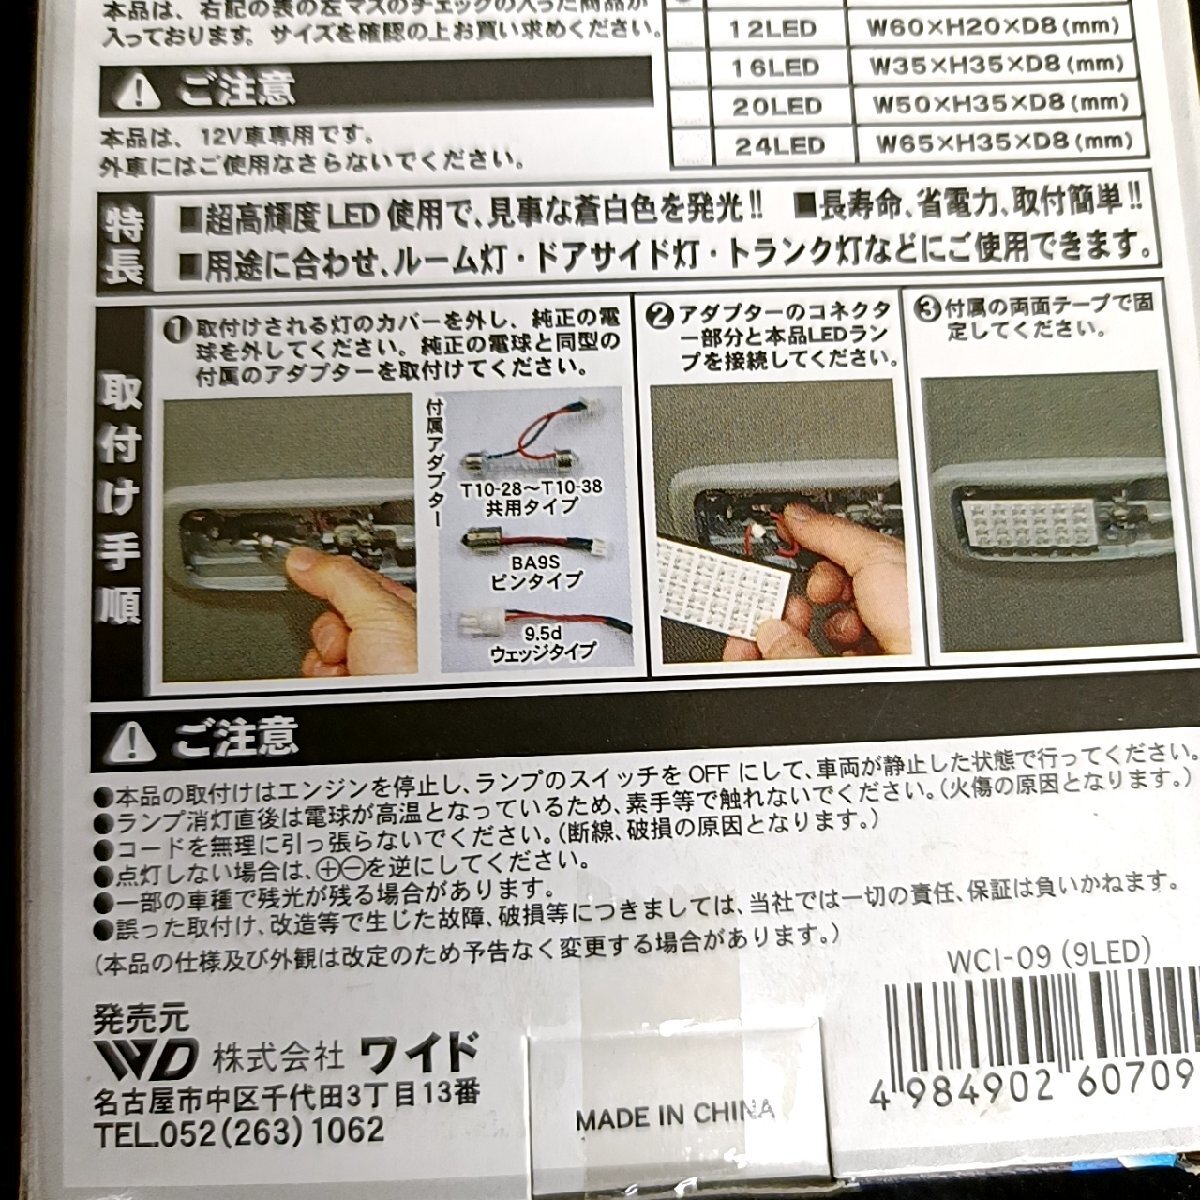 本品は、右記の表の左マスのチェックの入った商品が
入っております。サイズを確認の上お買い求めください。
12LED W60×H20×D8(mm)
16LED W35×H35×D8(mm)
20LED W50×H35×D8(mm)
24LED W65×H35×D8(mm)
ご注意
本品は、12V車専用です。
外車にはご使用なさらないでください。
特長
■超高輝度LED使用で、見事な蒼白色を発光!! ■長寿命、省電力、取付簡単!!
■用途に合わせ、ルーム灯・ドアサイド灯・トランク灯などにご使用できます。
取付け手順
❶取付けされる灯のカバーを外し、純正の電
球を外してください。純正の電球と同型の
付属のアダプターを取付けてください。
付属アダプター
T10-28〜T10-38
共用タイプ
BA9S
ピンタイプ
9.5d
ウェッジタイプ
❷アダプターのコネクタ
ー部分と本品LEDラン
プを接続してください。
❸付属の両面テープで固
定してください。
ご注意
●本品の取付けはエンジンを停止し、ランプのスイッチをOFFにして、車両が静止した状態で行ってください。
●ランプ消灯直後は電球が高温となっているため、素手等で触れないでください。(火傷の原因となります。)
●コードを無理に引っ張らないでください。(断線、破損の原因となります。)
●点灯しない場合は、⊕⊖を逆にしてください。
●一部の車種で残光が残る場合があります。
●誤った取付け、改造等で生じた故障、破損等につきましては、当社では一切の責任、保証は負いかねます。
(本品の仕様及び外観は改定のため予告なく変更する場合があります。)
WCI-09 (9LED)
発売元
WD 株式会社 ワイド
名古屋市中区千代田3丁目13番
TEL.052(263)1062
MADE IN CHINA
4 984902 60709